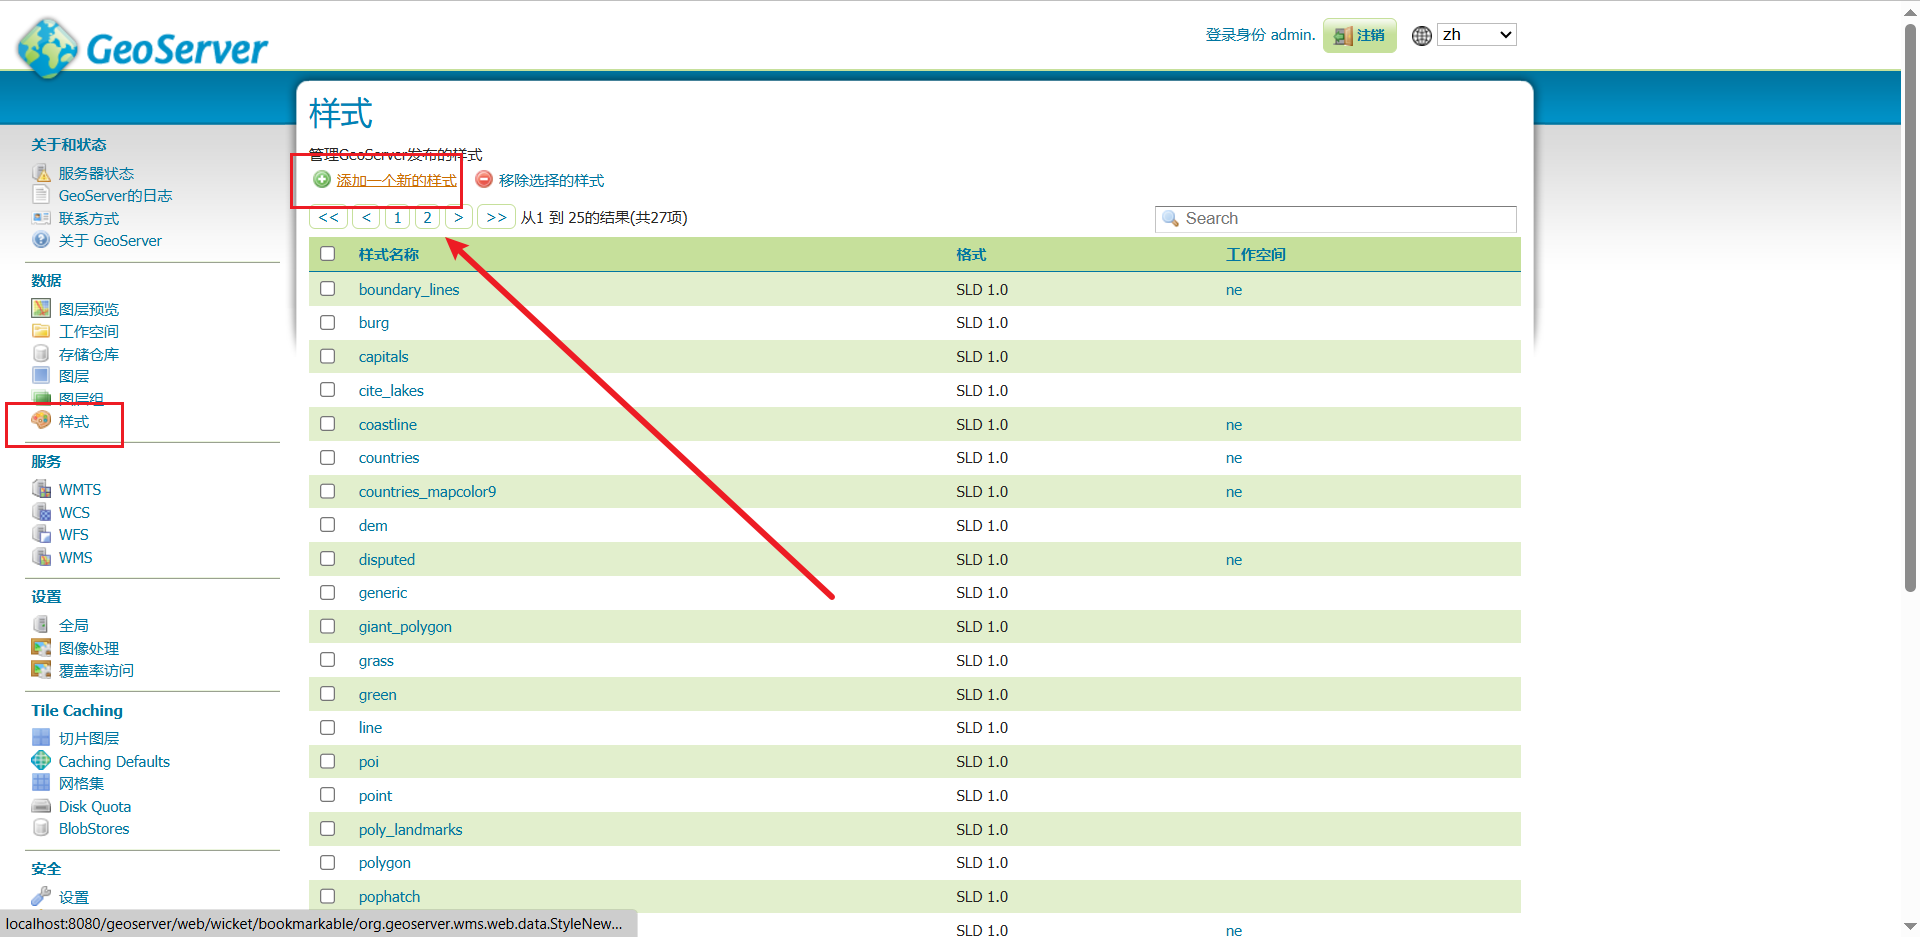 GeoServer
登录身份 admin.
注销
zh
关于和状态
服务器状态
GeoServer的日志
联系方式
关于 GeoServer
数据
图层预览
工作空间
存储仓库
图层
图层组
样式
服务
WMTS
WCS
WFS
WMS
设置
全局
图像处理
覆盖率访问
Tile Caching
切片图层
Caching Defaults
网格集
Disk Quota
BlobStores
安全
设置
样式
管理GeoServer发布的样式
添加一个新的样式 移除选择的样式
<< < 1 2 > >> 从1 到 25的结果(共27项)
Search
样式名称 格式 工作空间
boundary_lines SLD 1.0 ne
burg SLD 1.0
capitals SLD 1.0
cite_lakes SLD 1.0
coastline SLD 1.0 ne
countries SLD 1.0 ne
countries_mapcolor9 SLD 1.0 ne
dem SLD 1.0
disputed SLD 1.0 ne
generic SLD 1.0
giant_polygon SLD 1.0
grass SLD 1.0
green SLD 1.0
line SLD 1.0
poi SLD 1.0
point SLD 1.0
poly_landmarks SLD 1.0
polygon SLD 1.0
pophatch SLD 1.0
SLD 1.0 ne
localhost:8080/geoserver/web/wicket/bookmarkable/org.geoserver.wms.web.data.StyleNew...